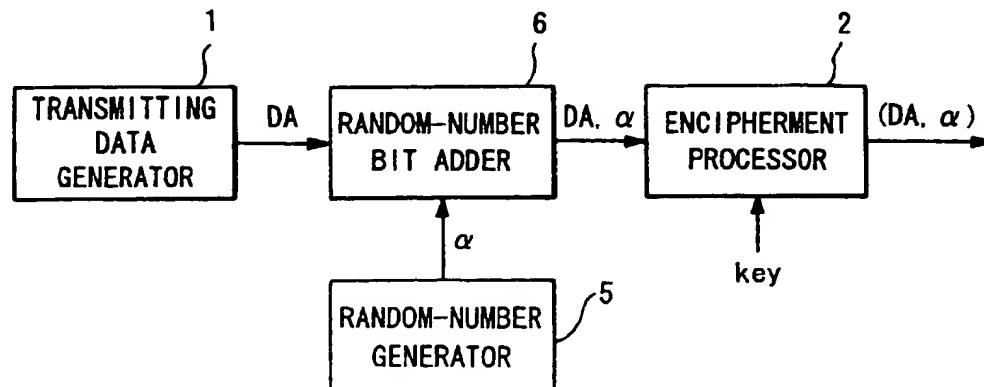 1
6
2
TRANSMITTING
DATA
GENERATOR
DA
RANDOM-NUMBER
BIT ADDER
DA, α
ENCIPHERMENT
PROCESSOR
(DA, α)
α
key
5
RANDOM-NUMBER
GENERATOR